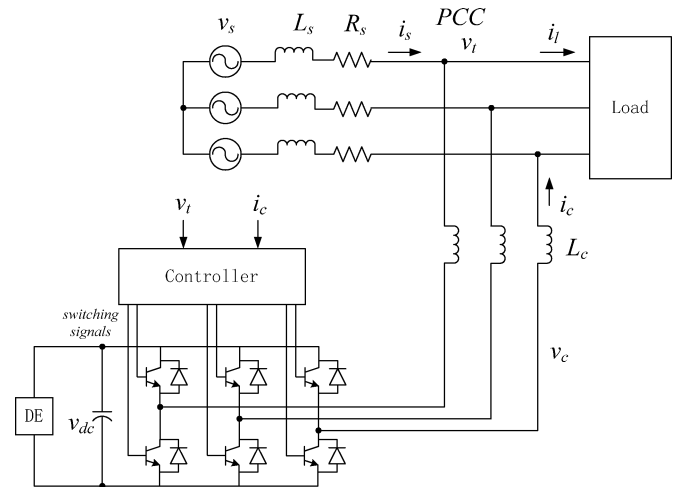 v_s
L_s
R_s
i_s
PCC
v_t
i_l
Load
v_t
i_c
i_c
L_c
Controller
switching
signals
v_c
DE
v_dc